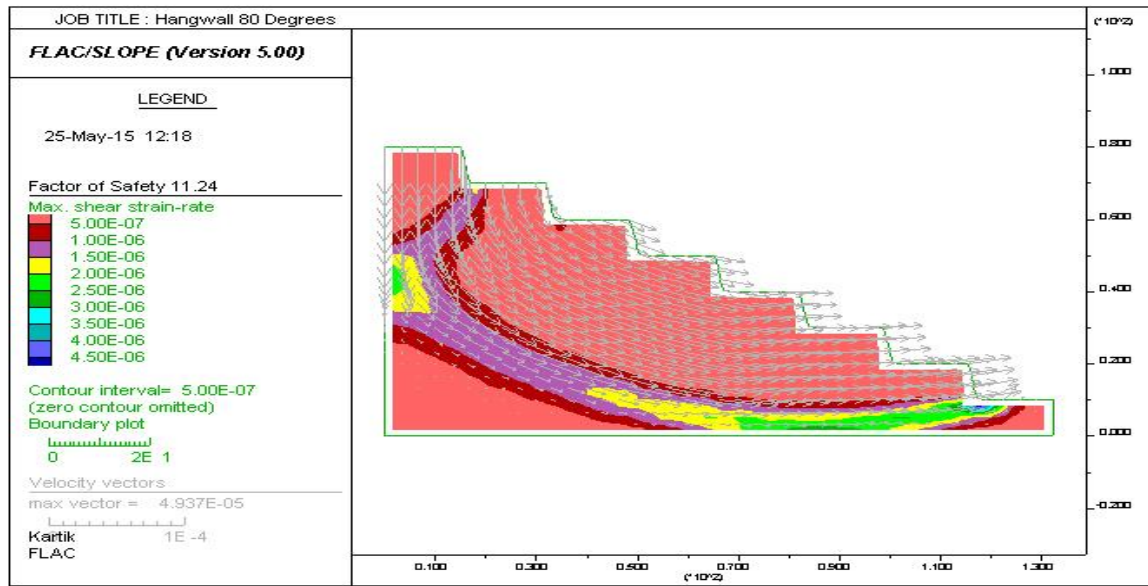 JOB TITLE : Hangwall 80 Degrees
(*10^2)
FLAC/SLOPE (Version 5.00)
LEGEND
25-May-15 12:18
Factor of Safety 11.24
Max. shear strain-rate
5.00E-07
1.00E-06
1.50E-06
2.00E-06
2.50E-06
3.00E-06
3.50E-06
4.00E-06
4.50E-06
Contour interval= 5.00E-07
(zero contour omitted)
Boundary plot
0 2E 1
Velocity vectors
max vector = 4.937E-05
0 1E -4
Kartik
FLAC
1.000
0.800
0.600
0.400
0.200
0.000
-0.200
0.100 0.300 0.500 0.700 0.900 1.100 1.300
(*10^2)